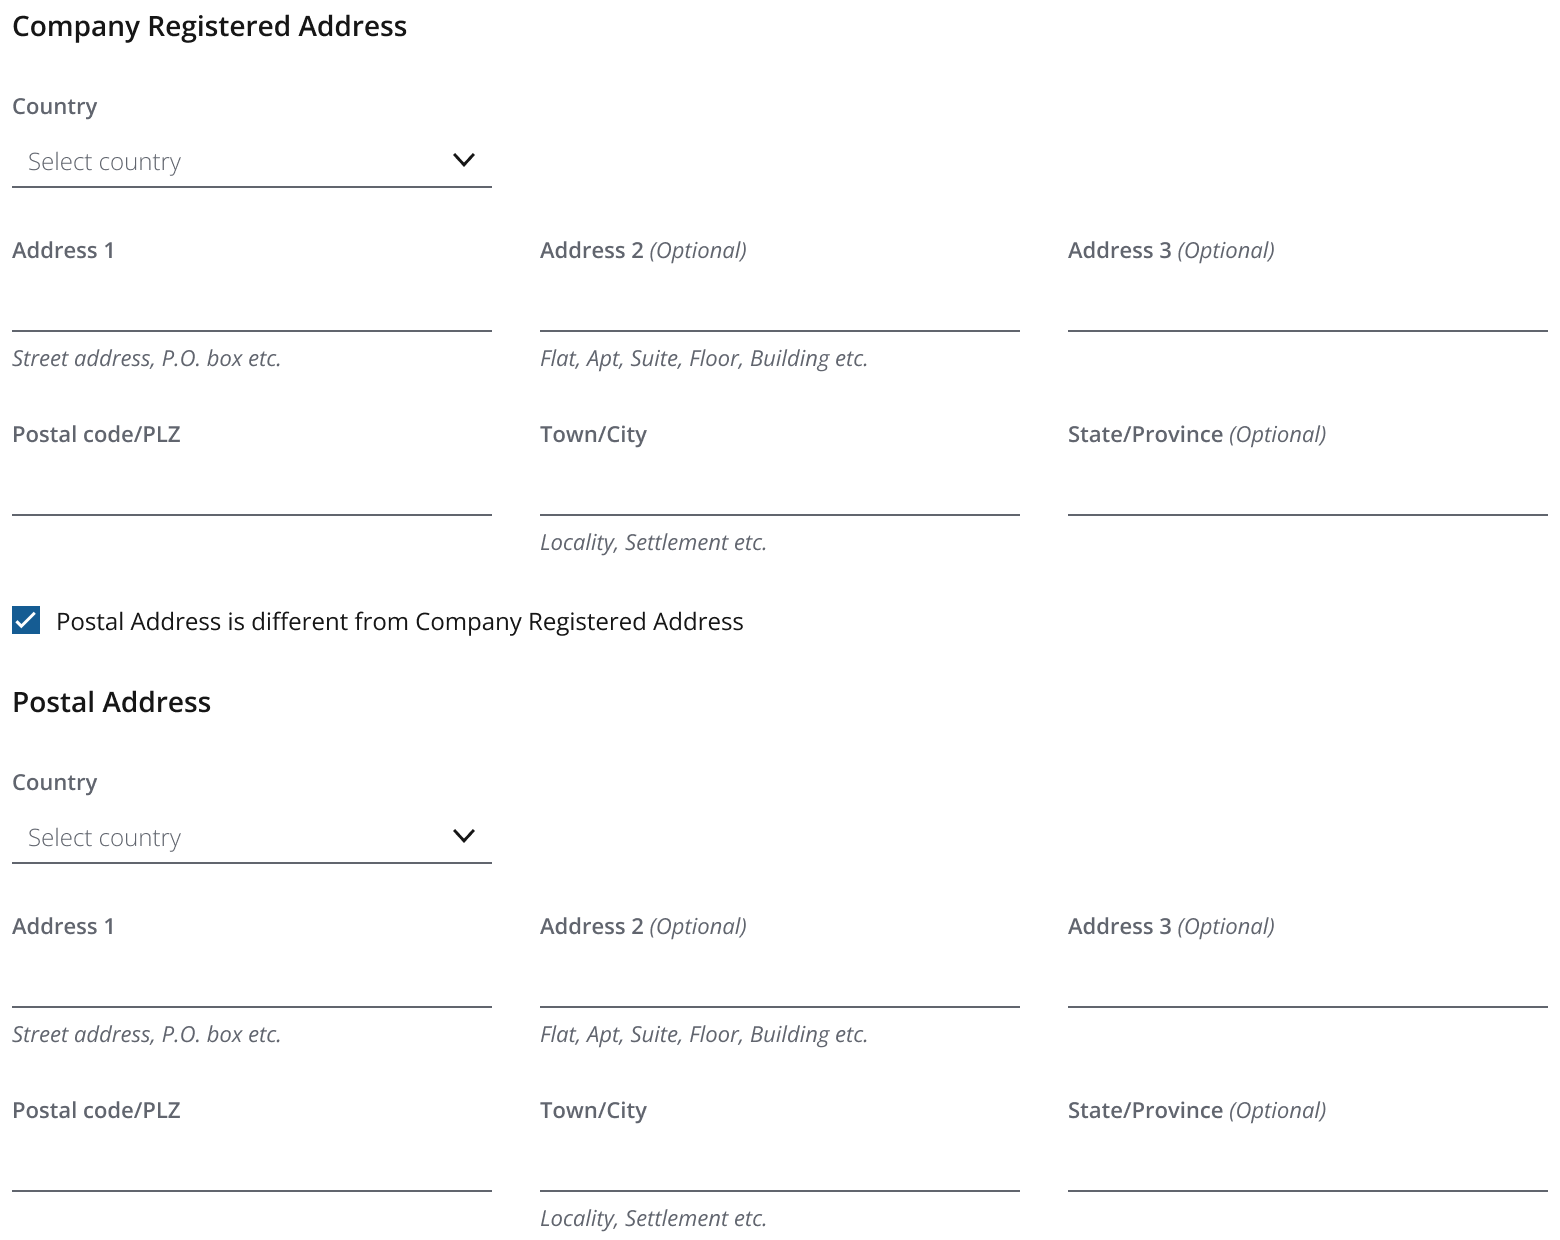 Company Registered Address
Country
Select country
Address 1
Address 2 (Optional)
Address 3 (Optional)
Street address, P.O. box etc.
Flat, Apt, Suite, Floor, Building etc.
Postal code/PLZ
Town/City
State/Province (Optional)
Locality, Settlement etc.
Postal Address is different from Company Registered Address
Postal Address
Country
Select country
Address 1
Address 2 (Optional)
Address 3 (Optional)
Street address, P.O. box etc.
Flat, Apt, Suite, Floor, Building etc.
Postal code/PLZ
Town/City
State/Province (Optional)
Locality, Settlement etc.